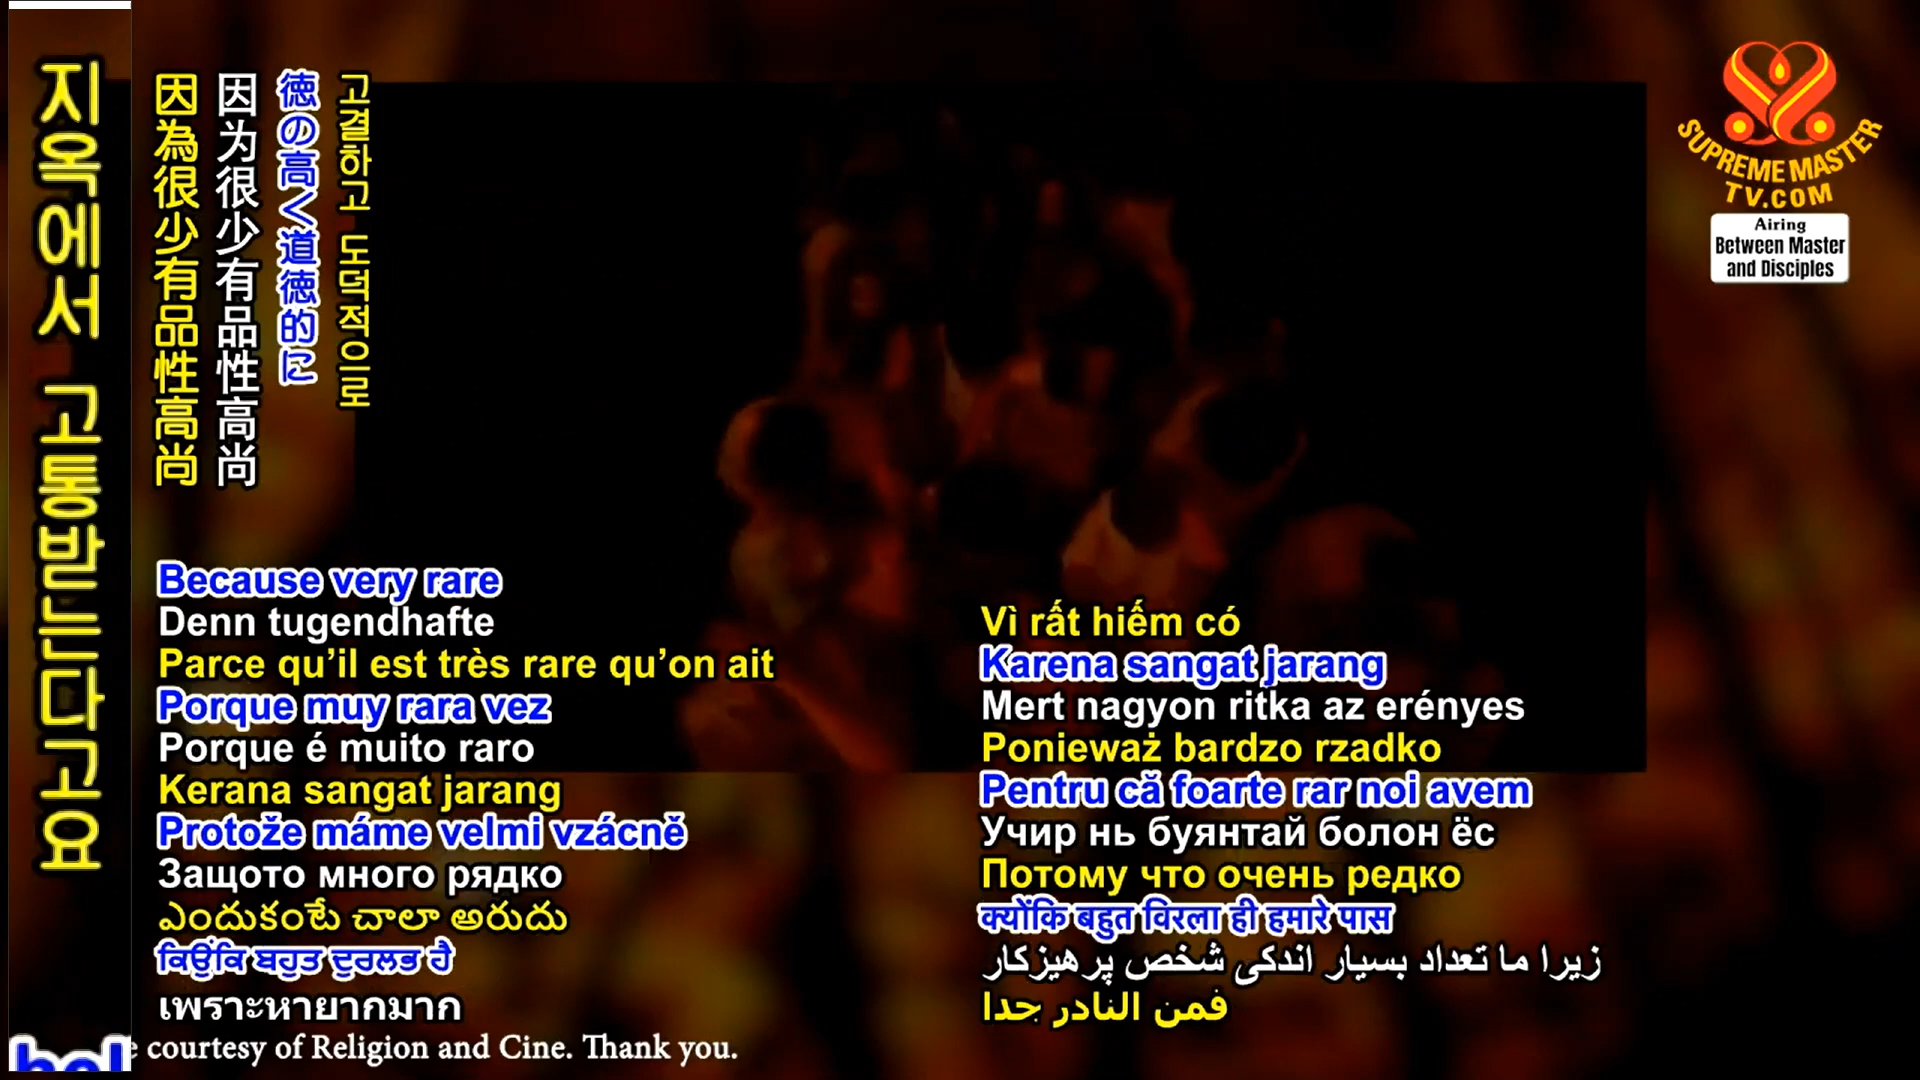 지옥에서 고통받는다고요
因為很少有品性高尚
因为很少有品性高尚
徳の高く道徳的に
고결하고 도덕적으로
SUPREME MASTER
TV.COM
Airing
Between Master
and Disciples
Because very rare
Denn tugendhafte
Parce qu’il est très rare qu’on ait
Porque muy rara vez
Porque é muito raro
Kerana sangat jarang
Protože máme velmi vzácně
Защото много рядко
ఎందుకంటే చాలా అరుదు
ਕਿਉਂਕਿ ਬਹੁਤ ਦੁਰਲਭ ਹੈ
เพราะหายากมาก
Vì rất hiếm có
Karena sangat jarang
Mert nagyon ritka az erényes
Ponieważ bardzo rzadko
Pentru că foarte rar noi avem
Учир нь буянтай болон ёс
Потому что очень редко
क्योंकि बहुत विरला ही हमारे पास
زیرا ما تعداد بسیار اندکی شخص پرهیزکار
فمن النادر جدا
courtesy of Religion and Cine. Thank you.